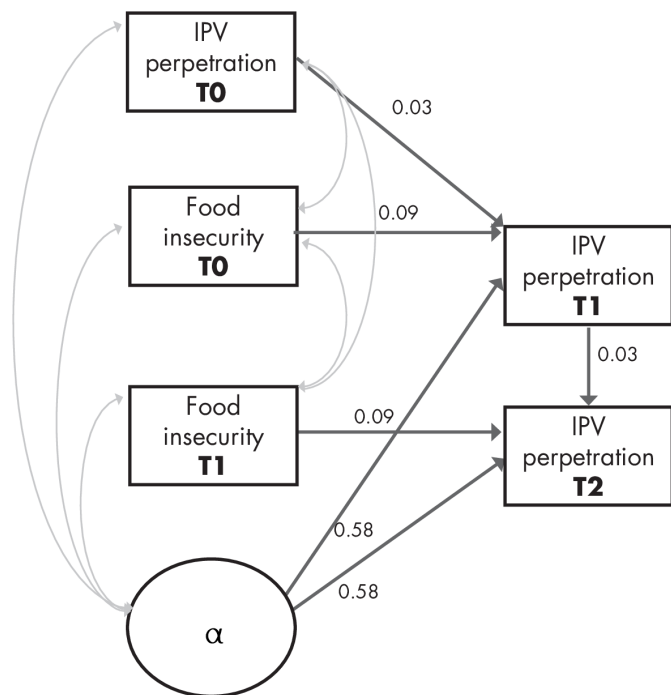 IPV
perpetration
T0
0.03
Food
insecurity
T0
0.09
IPV
perpetration
T1
0.03
Food
insecurity
T1
0.09
IPV
perpetration
T2
0.58
0.58
α